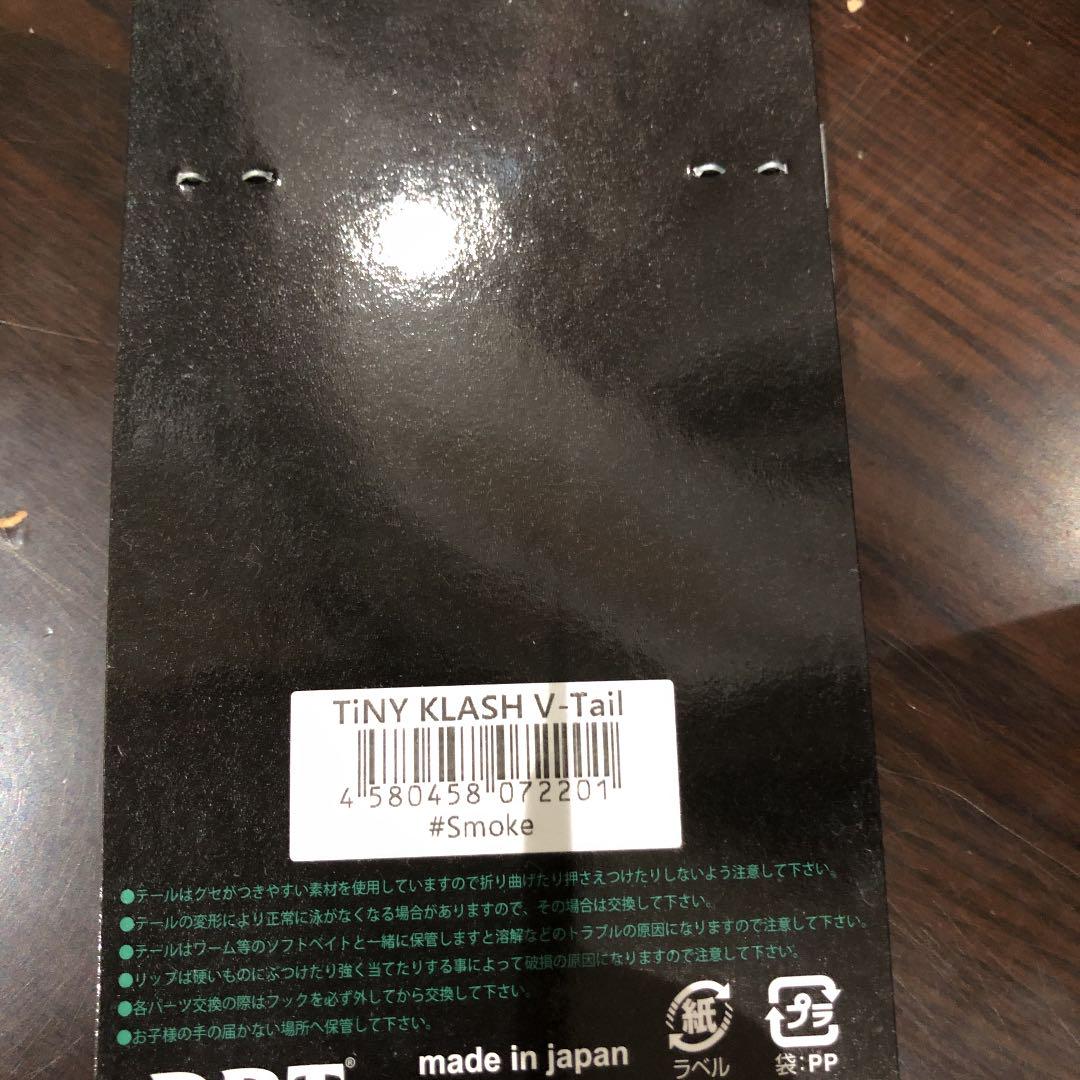 TiNY KLASH V-Tail
4 580458 072201
#Smoke
●テールはクセがつきやすい素材を使用していますので折り曲げたり押さえつけたりしないよう注意して下さい。
●テールの変形により正常に泳がなくなる場合がありますので、その場合は交換して下さい。
●テールはワーム等のソフトベイトと一緒に保管しますと溶解などのトラブルの原因になりますので注意して下さい。
●リップは硬いものにぶつけたり強く当てたりする事によって破損の原因になりますので注意して下さい。
●各パーツ交換の際はフックを必ず外してから交換して下さい。
●お子様の手の届かない場所へ保管して下さい。
made in japan
紙
ラベル
プラ
袋:PP